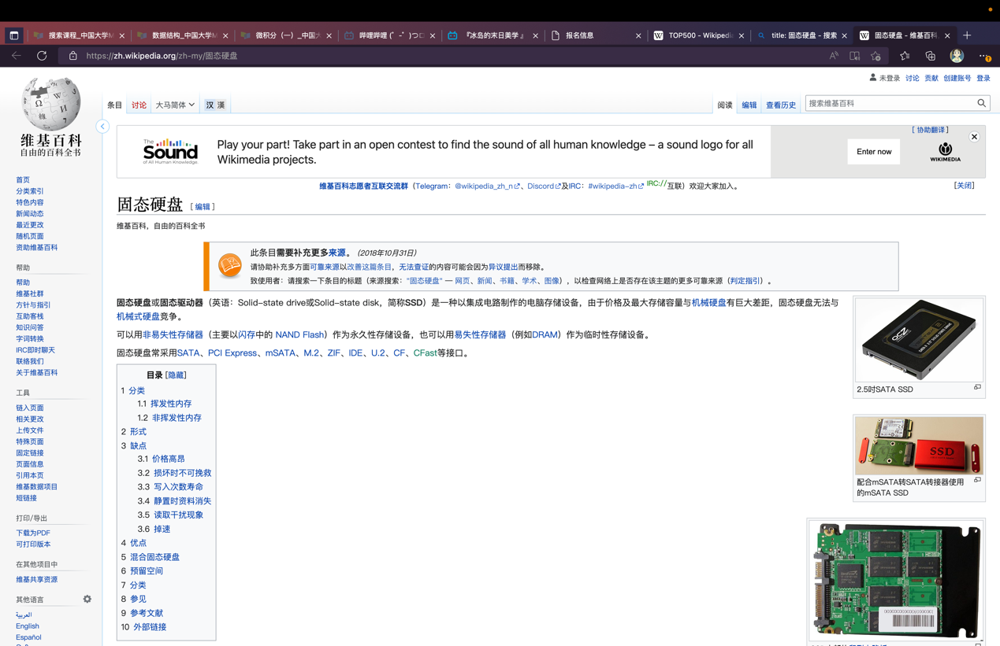 搜索课程_中国大学M
数据结构_中国大学M
微积分（一）_中国大
哔哩哔哩 (゜-゜)つロ
『冰岛的末日美学 』
报名信息
TOP500 - Wikipedia
title: 固态硬盘 - 搜索
固态硬盘 - 维基百科,
https://zh.wikipedia.org/zh-my/固态硬盘
未登录 讨论 贡献 创建账号 登录
条目 讨论 大马简体 汉 漢
阅读 编辑 查看历史 搜索维基百科
维基百科
自由的百科全书
首页
分类索引
特色内容
新闻动态
最近更改
随机页面
资助维基百科
帮助
帮助
维基社群
方针与指引
互助客栈
知识问答
字词转换
IRC即时聊天
联络我们
关于维基百科
工具
链入页面
相关更改
上传文件
特殊页面
固定链接
页面信息
引用本页
维基数据项目
短链接
打印/导出
下载为PDF
可打印版本
在其他项目中
维基共享资源
其他语言
العربية
English
Español
The
Sound
of All Human Knowledge.
Play your part! Take part in an open contest to find the sound of all human knowledge – a sound logo for all
Wikimedia projects.
Enter now
[ 协助翻译 ]
WIKIMEDIA
维基百科志愿者互联交流群（Telegram：@wikipedia_zh_n、Discord及IRC：#wikipedia-zh IRC://互联）欢迎大家加入。
[关闭]
固态硬盘 [ 编辑 ]
维基百科，自由的百科全书
此条目需要补充更多来源。 (2018年10月31日)
请协助补充多方面可靠来源以改善这篇条目，无法查证的内容可能会因为异议提出而移除。
致使用者：请搜索一下条目的标题（来源搜索："固态硬盘" — 网页、新闻、书籍、学术、图像），以检查网络上是否存在该主题的更多可靠来源（判定指引）。
固态硬盘或固态驱动器（英语：Solid-state drive或Solid-state disk，简称SSD）是一种以集成电路制作的电脑存储设备，由于价格及最大存储容量与机械硬盘有巨大差距，固态硬盘无法与
机械式硬盘竞争。
可以用非易失性存储器（主要以闪存中的 NAND Flash）作为永久性存储设备，也可以用易失性存储器（例如DRAM）作为临时性存储设备。
固态硬盘常采用SATA、PCI Express、mSATA、M.2、ZIF、IDE、U.2、CF、CFast等接口。
目录 [隐藏]
1 分类
1.1 挥发性内存
1.2 非挥发性内存
2 形式
3 缺点
3.1 价格高昂
3.2 损坏时不可挽救
3.3 写入次数寿命
3.4 静置时资料消失
3.5 读取干扰现象
3.6 掉速
4 优点
5 混合固态硬盘
6 预留空间
7 分类
8 参见
9 参考文献
10 外部链接
OCZ
2.5吋SATA SSD
SSD
配合mSATA转SATA转接器使用
的mSATA SSD